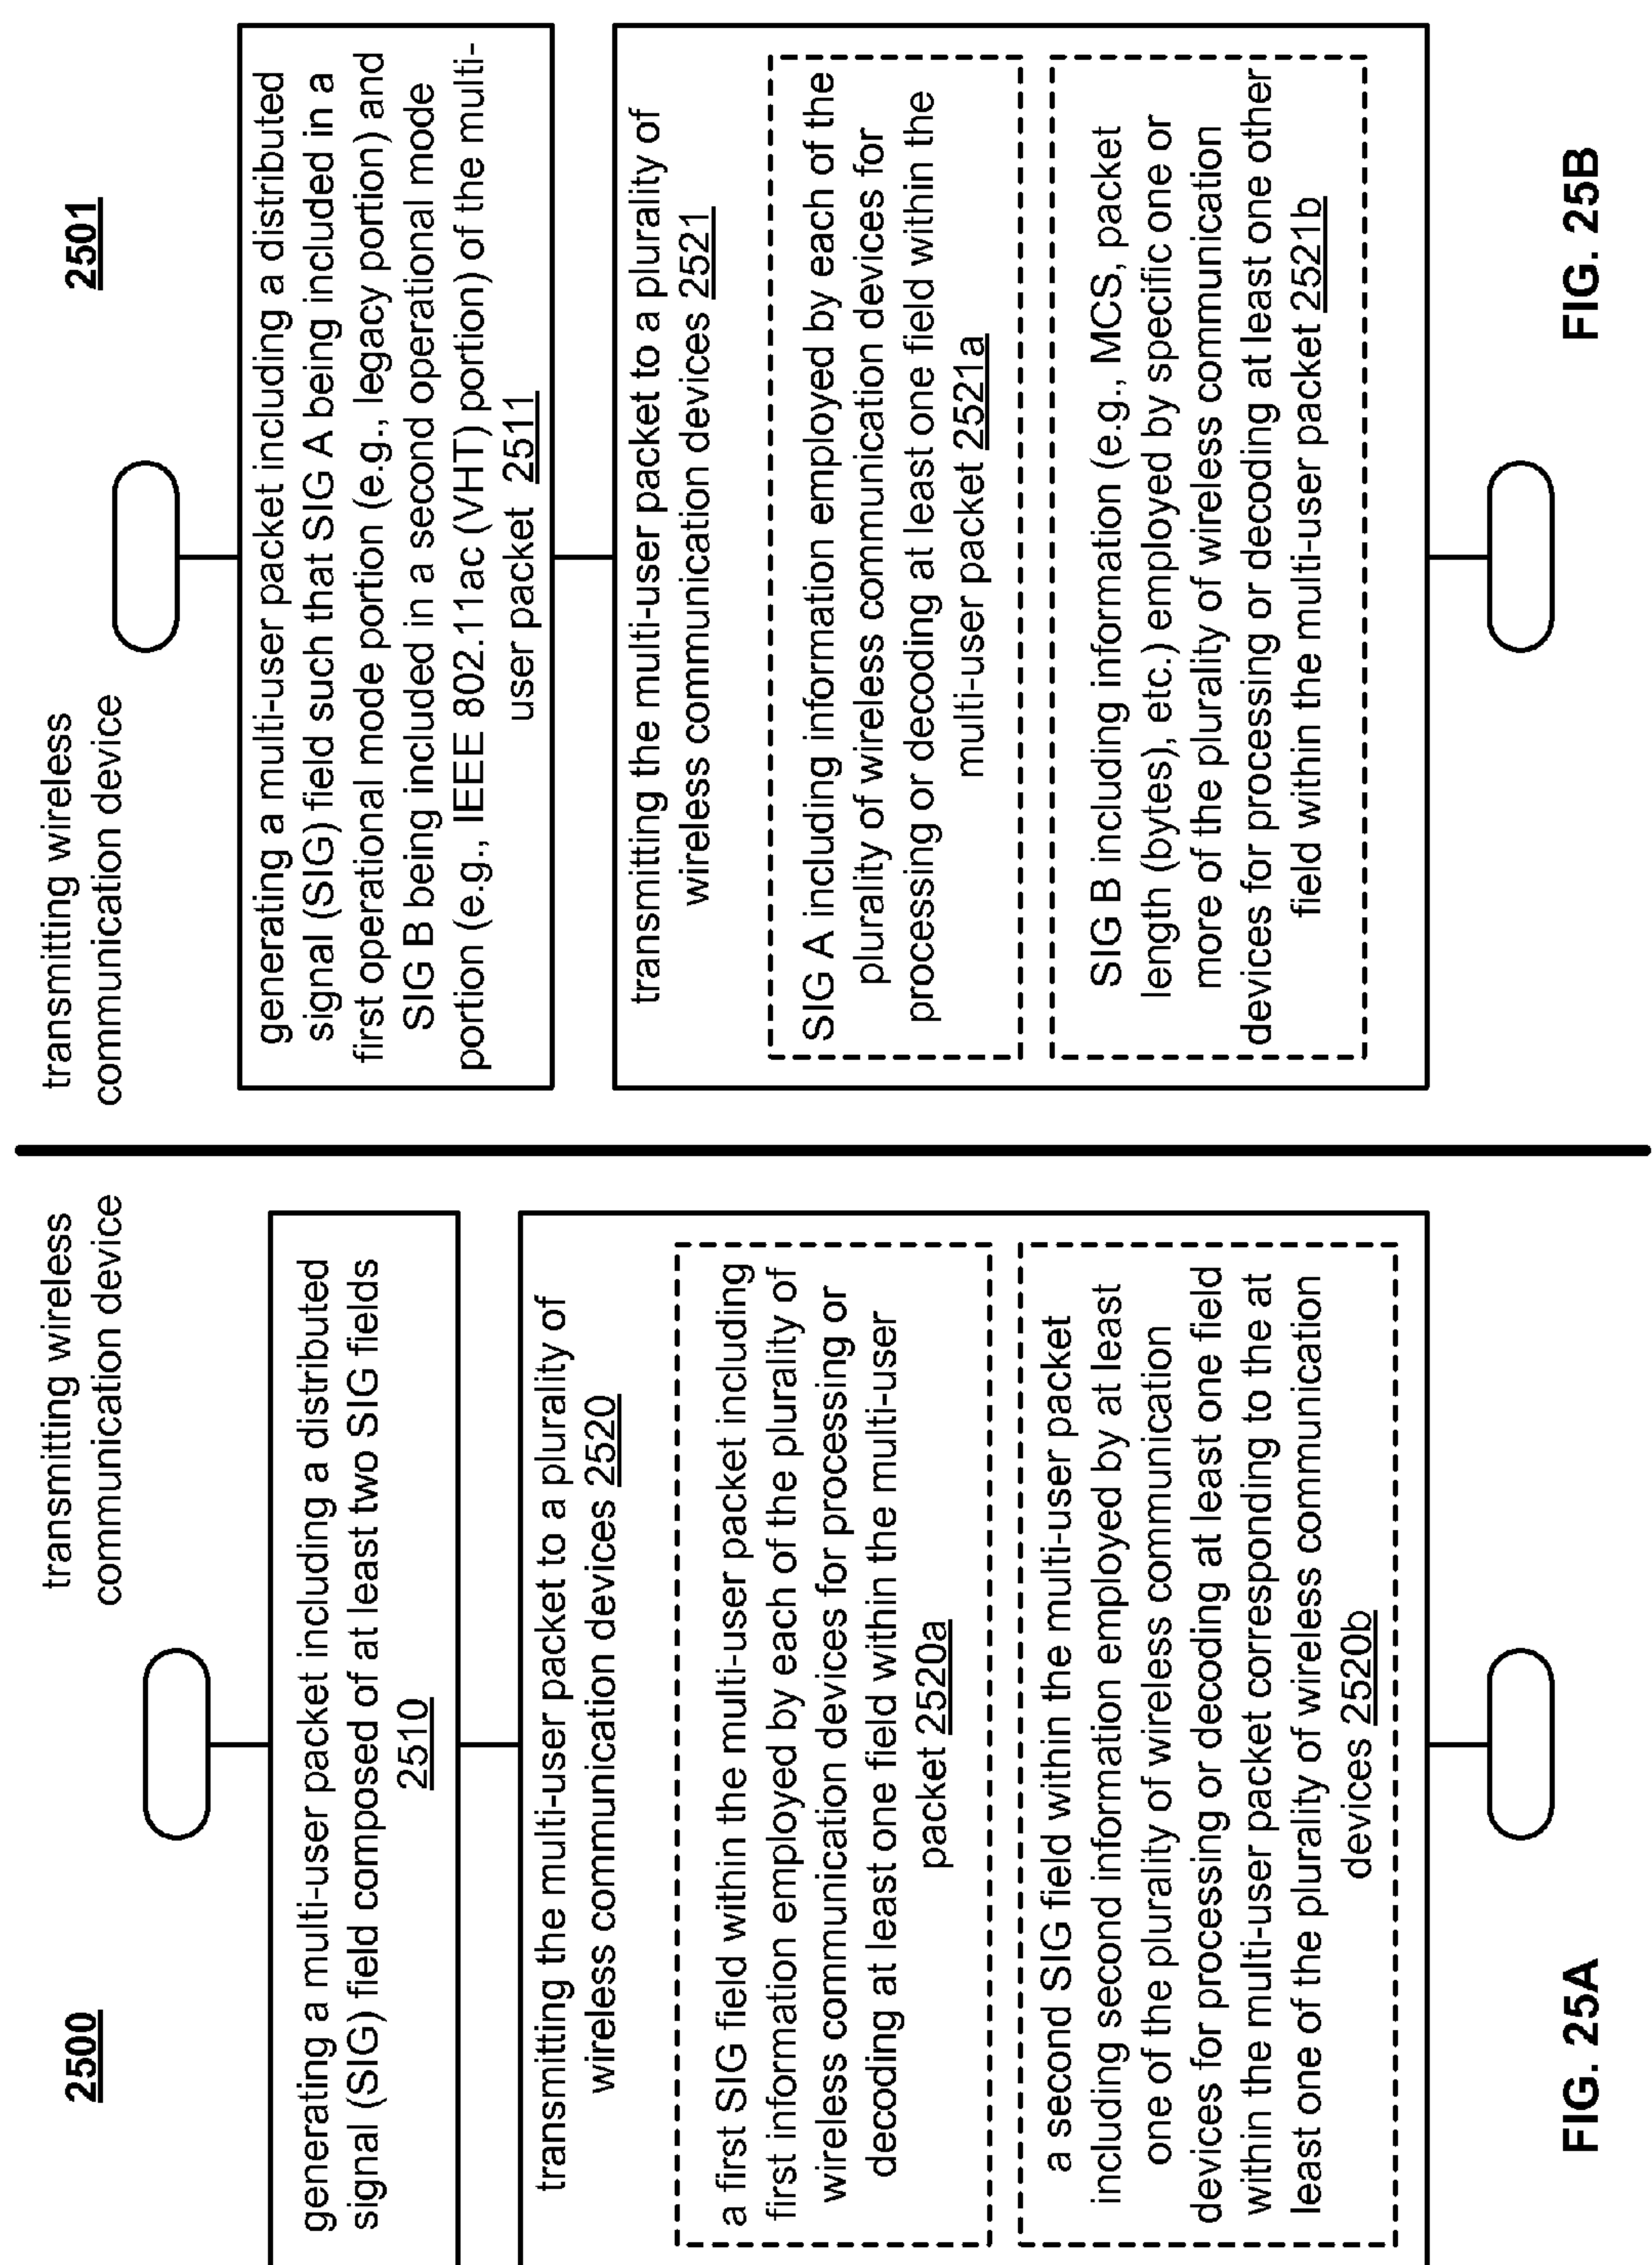 2500
transmitting wireless
communication device
generating a multi-user packet including a distributed
signal (SIG) field composed of at least two SIG fields
2510
transmitting the multi-user packet to a plurality of
wireless communication devices 2520
a first SIG field within the multi-user packet including
first information employed by each of the plurality of
wireless communication devices for processing or
decoding at least one field within the multi-user
packet 2520a
a second SIG field within the multi-user packet
including second information employed by at least
one of the plurality of wireless communication
devices for processing or decoding at least one field
within the multi-user packet corresponding to the at
least one of the plurality of wireless communication
devices 2520b
FIG. 25A
transmitting wireless
communication device
2501
generating a multi-user packet including a distributed
signal (SIG) field such that SIG A being included in a
first operational mode portion (e.g., legacy portion) and
SIG B being included in a second operational mode
portion (e.g., IEEE 802.11ac (VHT) portion) of the multi-
user packet 2511
transmitting the multi-user packet to a plurality of
wireless communication devices 2521
SIG A including information employed by each of the
plurality of wireless communication devices for
processing or decoding at least one field within the
multi-user packet 2521a
SIG B including information (e.g., MCS, packet
length (bytes), etc.) employed by specific one or
more of the plurality of wireless communication
devices for processing or decoding at least one other
field within the multi-user packet 2521b
FIG. 25B